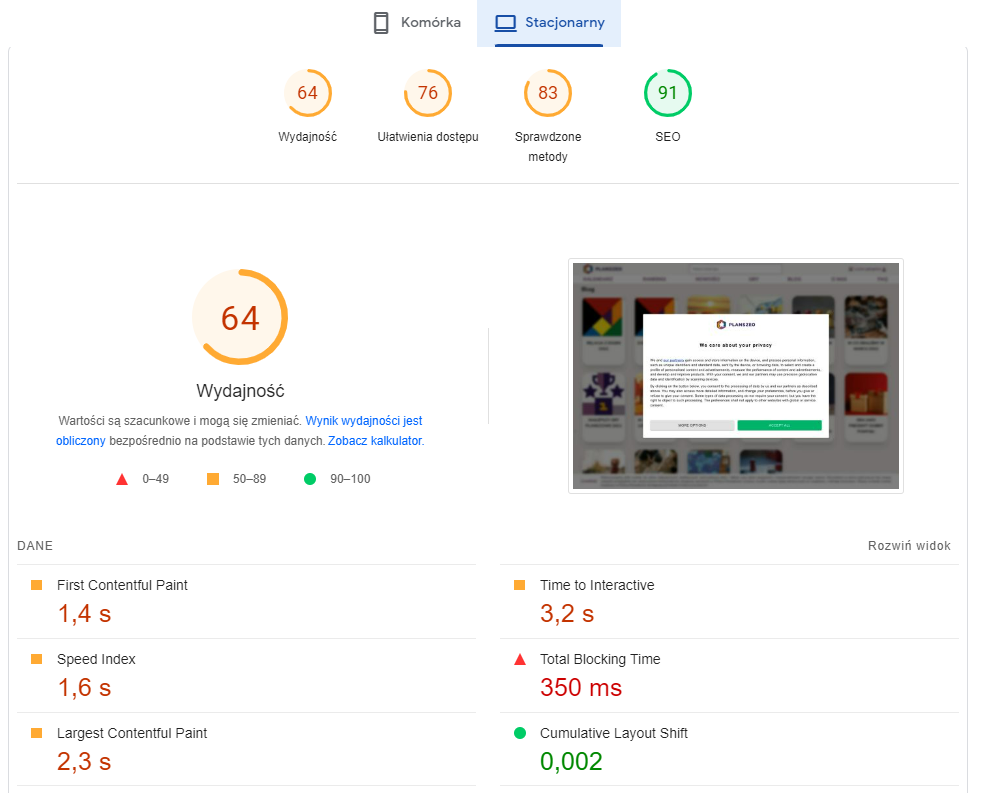 Komórka
Stacjonarny
64
76
83
91
Wydajność
Ułatwienia dostępu
Sprawdzone
metody
SEO
64
Wydajność
Wartości są szacunkowe i mogą się zmieniać. Wynik wydajności jest
obliczony bezpośrednio na podstawie tych danych. Zobacz kalkulator.
0–49
50–89
90–100
PLANSZEO
Blog
PLANSZEO
We care about your privacy
MORE OPTIONS
ACCEPT ALL
DANE
Rozwiń widok
First Contentful Paint
1,4 s
Time to Interactive
3,2 s
Speed Index
1,6 s
Total Blocking Time
350 ms
Largest Contentful Paint
2,3 s
Cumulative Layout Shift
0,002